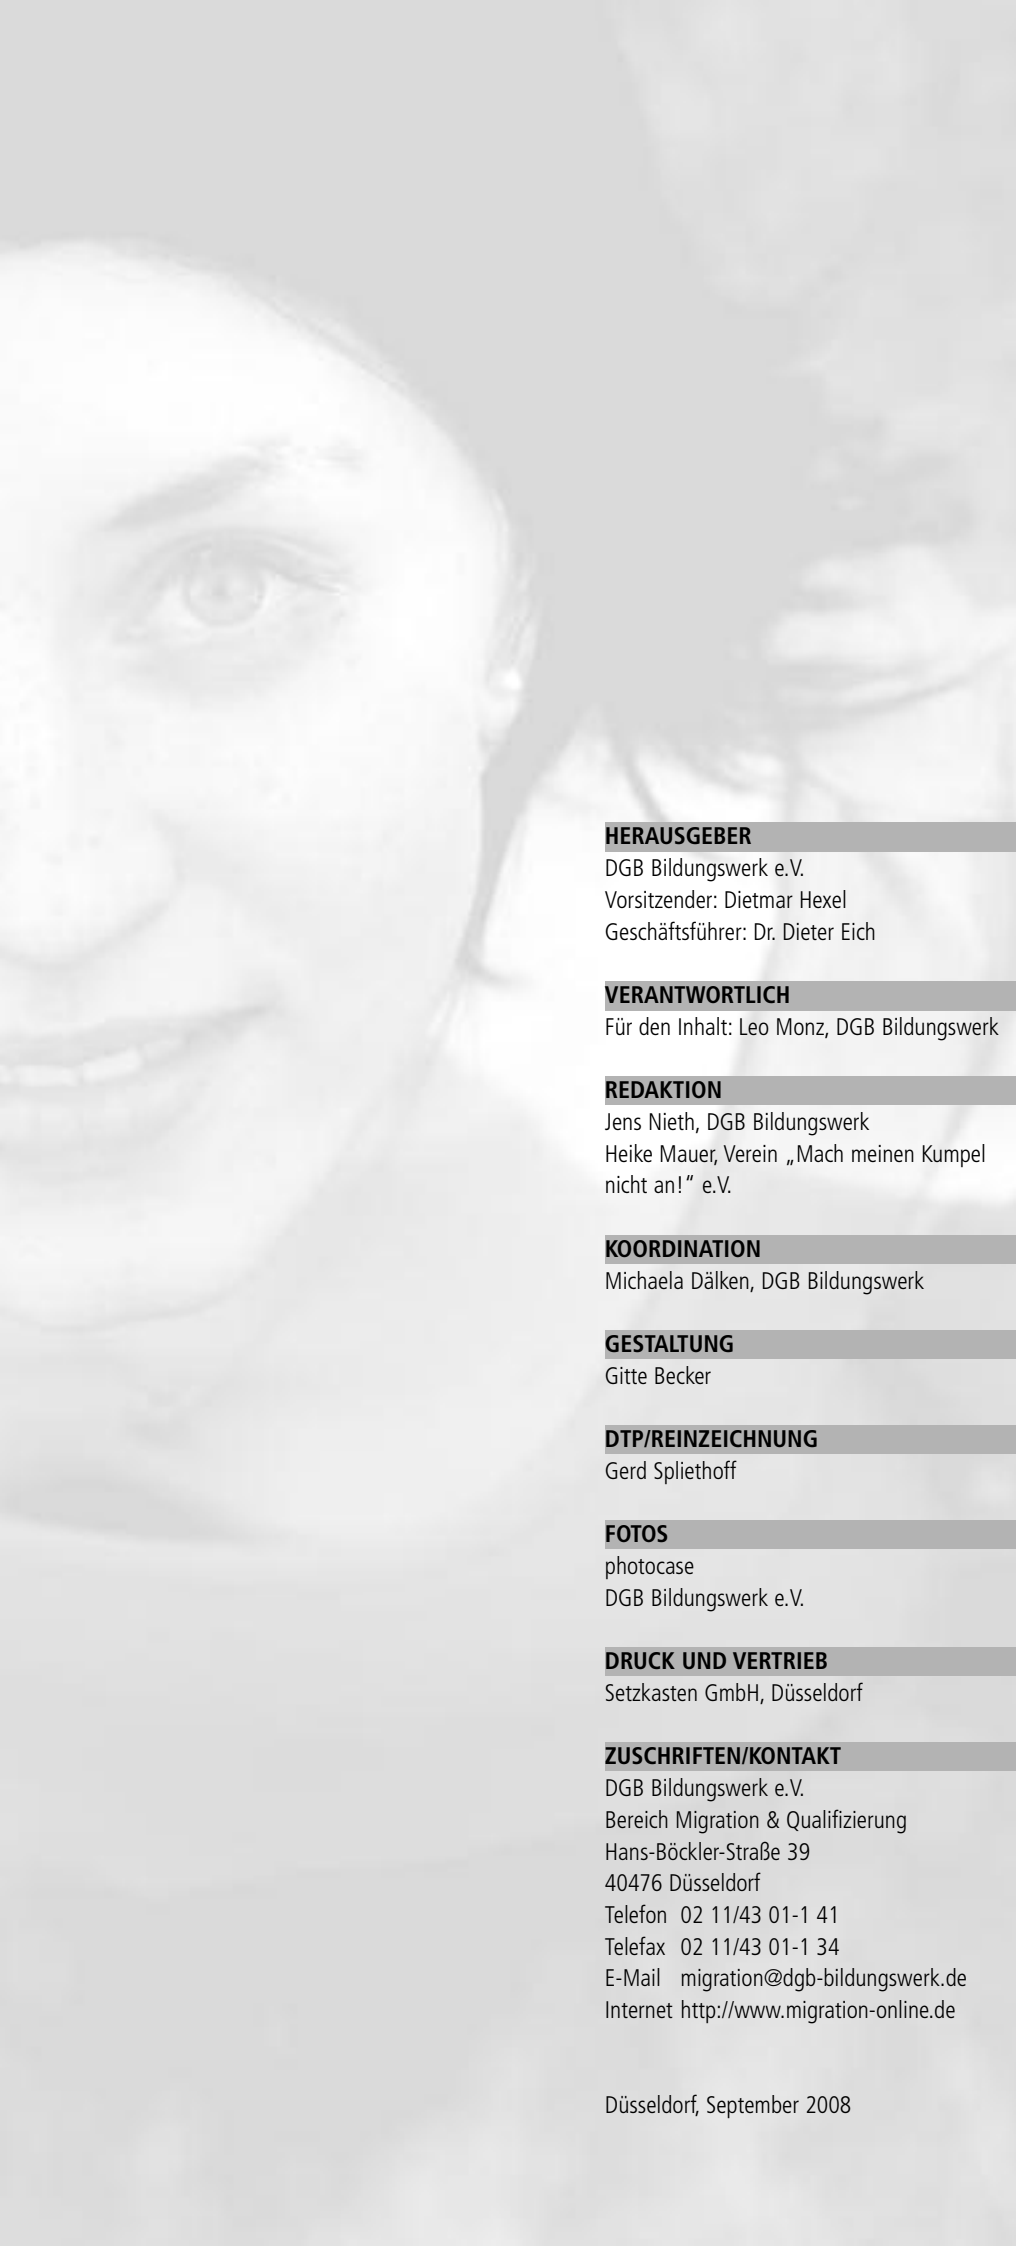 HERAUSGEBER
DGB Bildungswerk e.V.
Vorsitzender: Dietmar Hexel
Geschäftsführer: Dr. Dieter Eich
VERANTWORTLICH
Für den Inhalt: Leo Monz, DGB Bildungswerk
REDAKTION
Jens Nieth, DGB Bildungswerk
Heike Mauer, Verein „Mach meinen Kumpel
nicht an!“ e.V.
KOORDINATION
Michaela Dälken, DGB Bildungswerk
GESTALTUNG
Gitte Becker
DTP/REINZEICHNUNG
Gerd Spliethoff
FOTOS
photocase
DGB Bildungswerk e.V.
DRUCK UND VERTRIEB
Setzkasten GmbH, Düsseldorf
ZUSCHRIFTEN/KONTAKT
DGB Bildungswerk e.V.
Bereich Migration & Qualifizierung
Hans-Böckler-Straße 39
40476 Düsseldorf
Telefon 02 11/43 01-1 41
Telefax 02 11/43 01-1 34
E-Mail migration@dgb-bildungswerk.de
Internet http://www.migration-online.de
Düsseldorf, September 2008